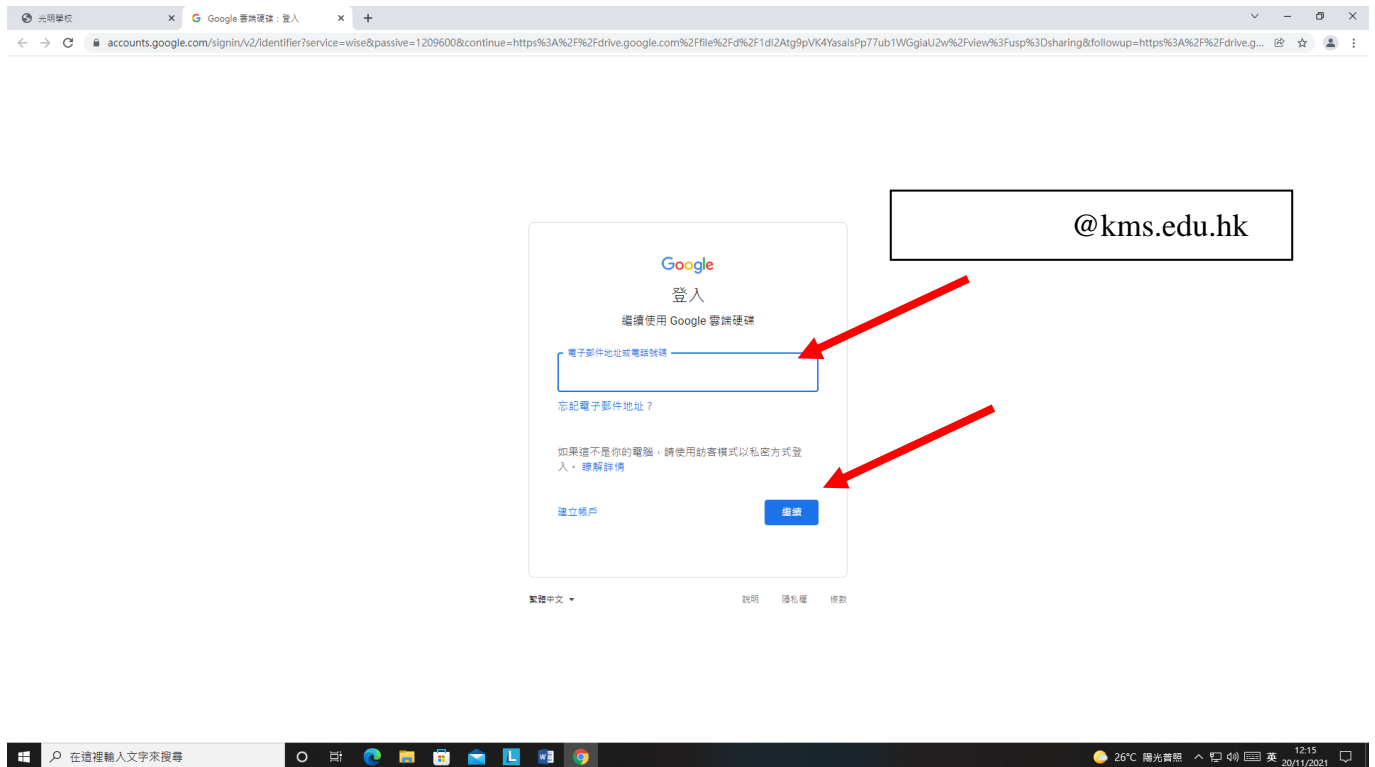 光明學校
Google 雲端硬碟：登入
accounts.google.com/signin/v2/identifier?service=wise&passive=1209600&continue=https%3A%2F%2Fdrive.google.com%2Ffile%2Fd%2F1dl2Atg9pVK4YasalsPp77ub1WGgiaU2w%2Fview%3Fusp%3Dsharing&followup=https%3A%2F%2Fdrive.g...
@kms.edu.hk
Google
登入
繼續使用 Google 雲端硬碟
電子郵件地址或電話號碼
忘記電子郵件地址？
如果這不是你的電腦，請使用訪客模式以私密方式登
入。 瞭解詳情
建立帳戶
繼續
繁體中文
說明 隱私權 條款
在這裡輸入文字來搜尋
26°C 陽光普照
英
12:15
20/11/2021